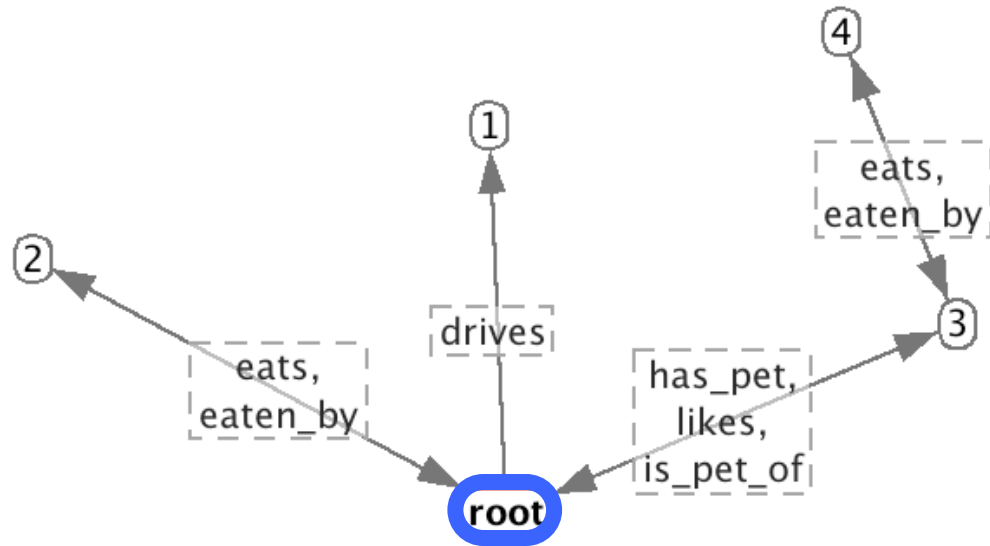 4
1
eats,
eaten_by
2
3
drives
eats,
eaten_by
has_pet,
likes,
is_pet_of
root